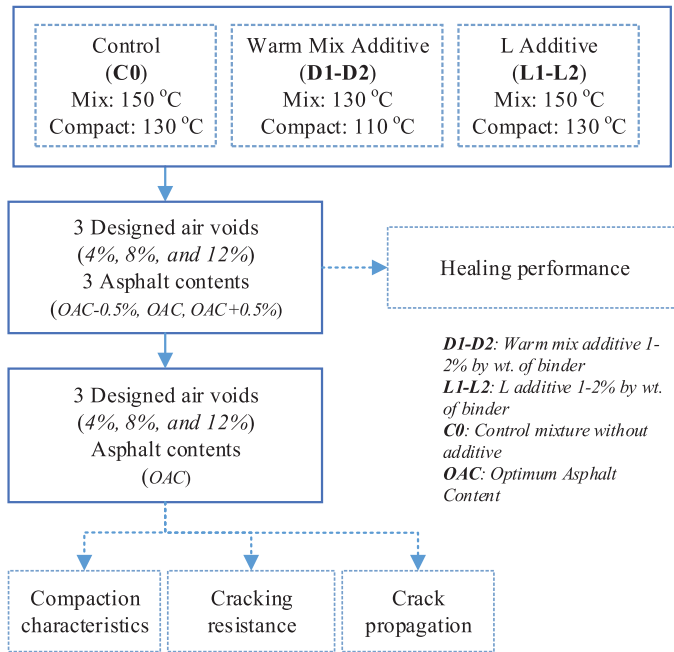 Control
(C0)
Mix: 150 °C
Compact: 130 °C
Warm Mix Additive
(D1-D2)
Mix: 130 °C
Compact: 110 °C
L Additive
(L1-L2)
Mix: 150 °C
Compact: 130 °C
3 Designed air voids
(4%, 8%, and 12%)
3 Asphalt contents
(OAC-0.5%, OAC, OAC+0.5%)
Healing performance
D1-D2: Warm mix additive 1-
2% by wt. of binder
L1-L2: L additive 1-2% by wt.
of binder
C0: Control mixture without
additive
OAC: Optimum Asphalt
Content
3 Designed air voids
(4%, 8%, and 12%)
Asphalt contents
(OAC)
Compaction
characteristics
Cracking
resistance
Crack
propagation